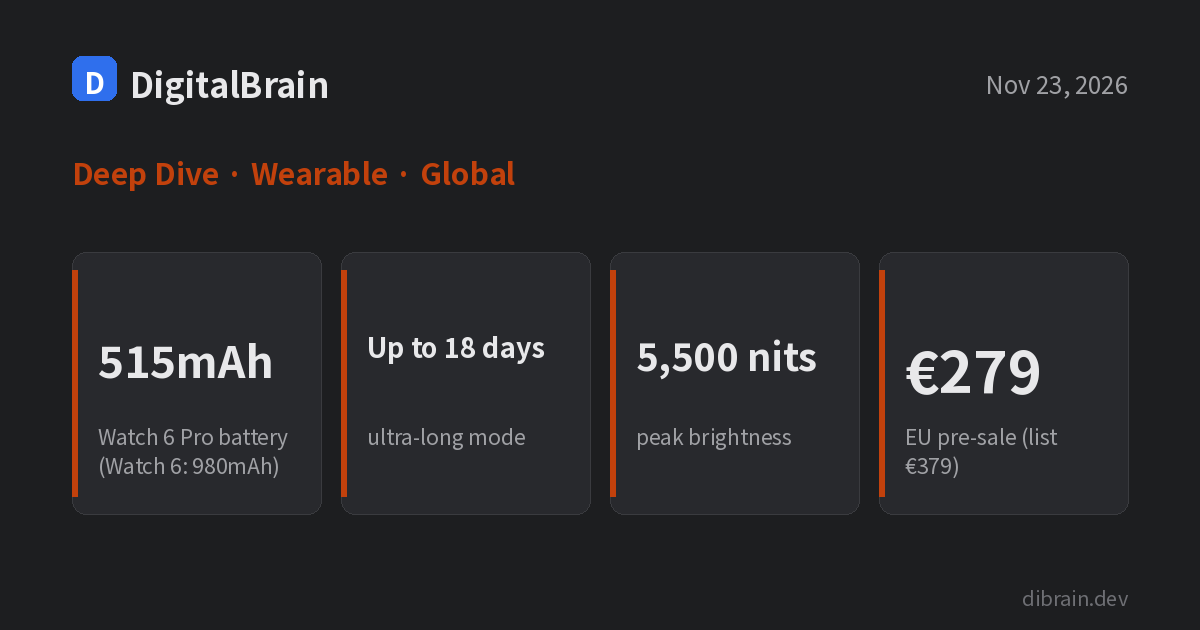 D DigitalBrain
Nov 23, 2026
Deep Dive · Wearable · Global
515mAh
Watch 6 Pro battery
(Watch 6: 980mAh)
Up to 18 days
ultra-long mode
5,500 nits
peak brightness
€279
EU pre-sale (list
€379)
dibrain.dev